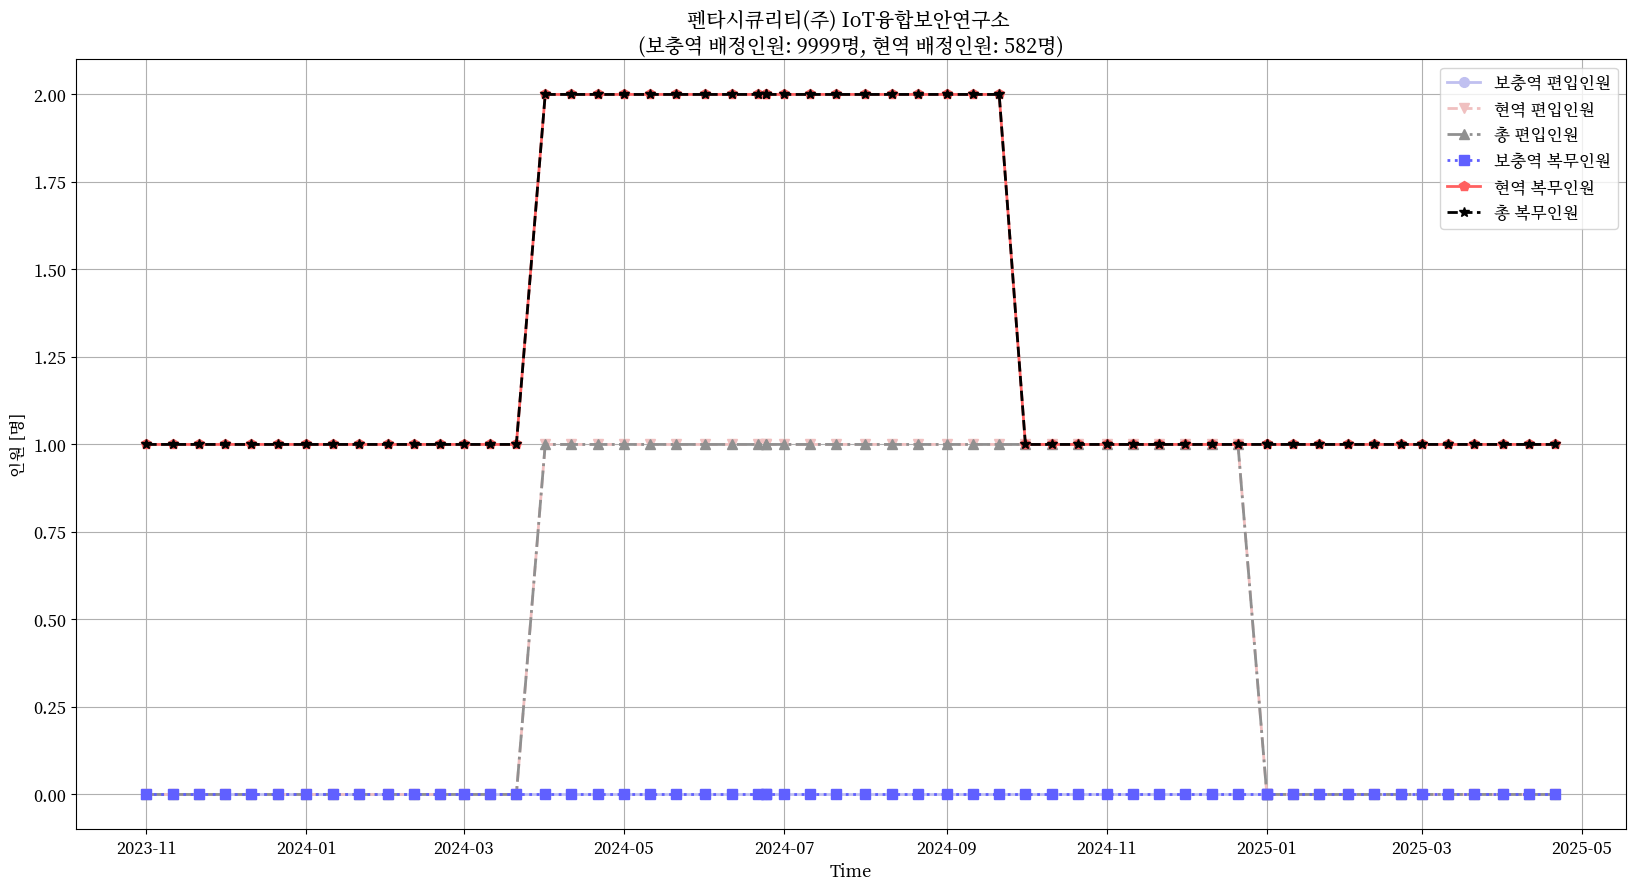 펜타시큐리티(주) IoT융합보안연구소
(보충역 배정인원: 9999명, 현역 배정인원: 582명)
보충역 편입인원
현역 편입인원
총 편입인원
보충역 복무인원
현역 복무인원
총 복무인원
인원 [명]
2.00
1.75
1.50
1.25
1.00
0.75
0.50
0.25
0.00
2023-11 2024-01 2024-03 2024-05 2024-07 2024-09 2024-11 2025-01 2025-03 2025-05
Time